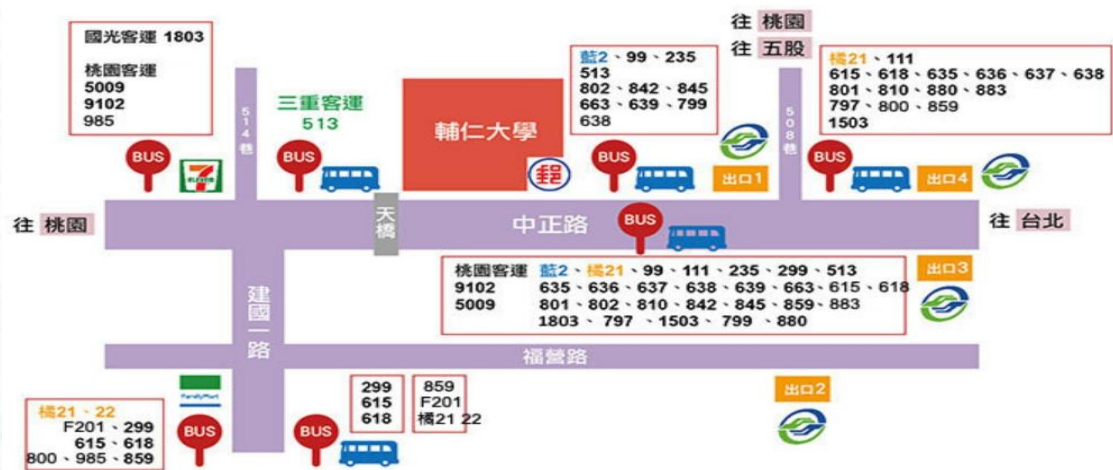 國光客運 1803
桃園客運
5009
9102
985
BUS
7
ELEVEN
514巷
三重客運
513
BUS
輔仁大學
郵
藍2、99、235
513
802、842、845
663、639、799
638
BUS
出口1
往 桃園
往 五股
508巷
橘21、111
615、618、635、636、637、638
801、810、880、883
797、800、859
1503
BUS
出口4
往 桃園
天橋
中正路
BUS
往 台北
桃園客運 藍2、橘21、99、111、235、299、513
9102 635、636、637、638、639、663、615、618
5009 801、802、810、842、845、859、883
1803、797、1503、799、880
出口3
建國一路
福營路
FamilyMart
橘21、22
F201、299
615、618
800、985、859
BUS
BUS
299
615
618
859
F201
橘21 22
出口2